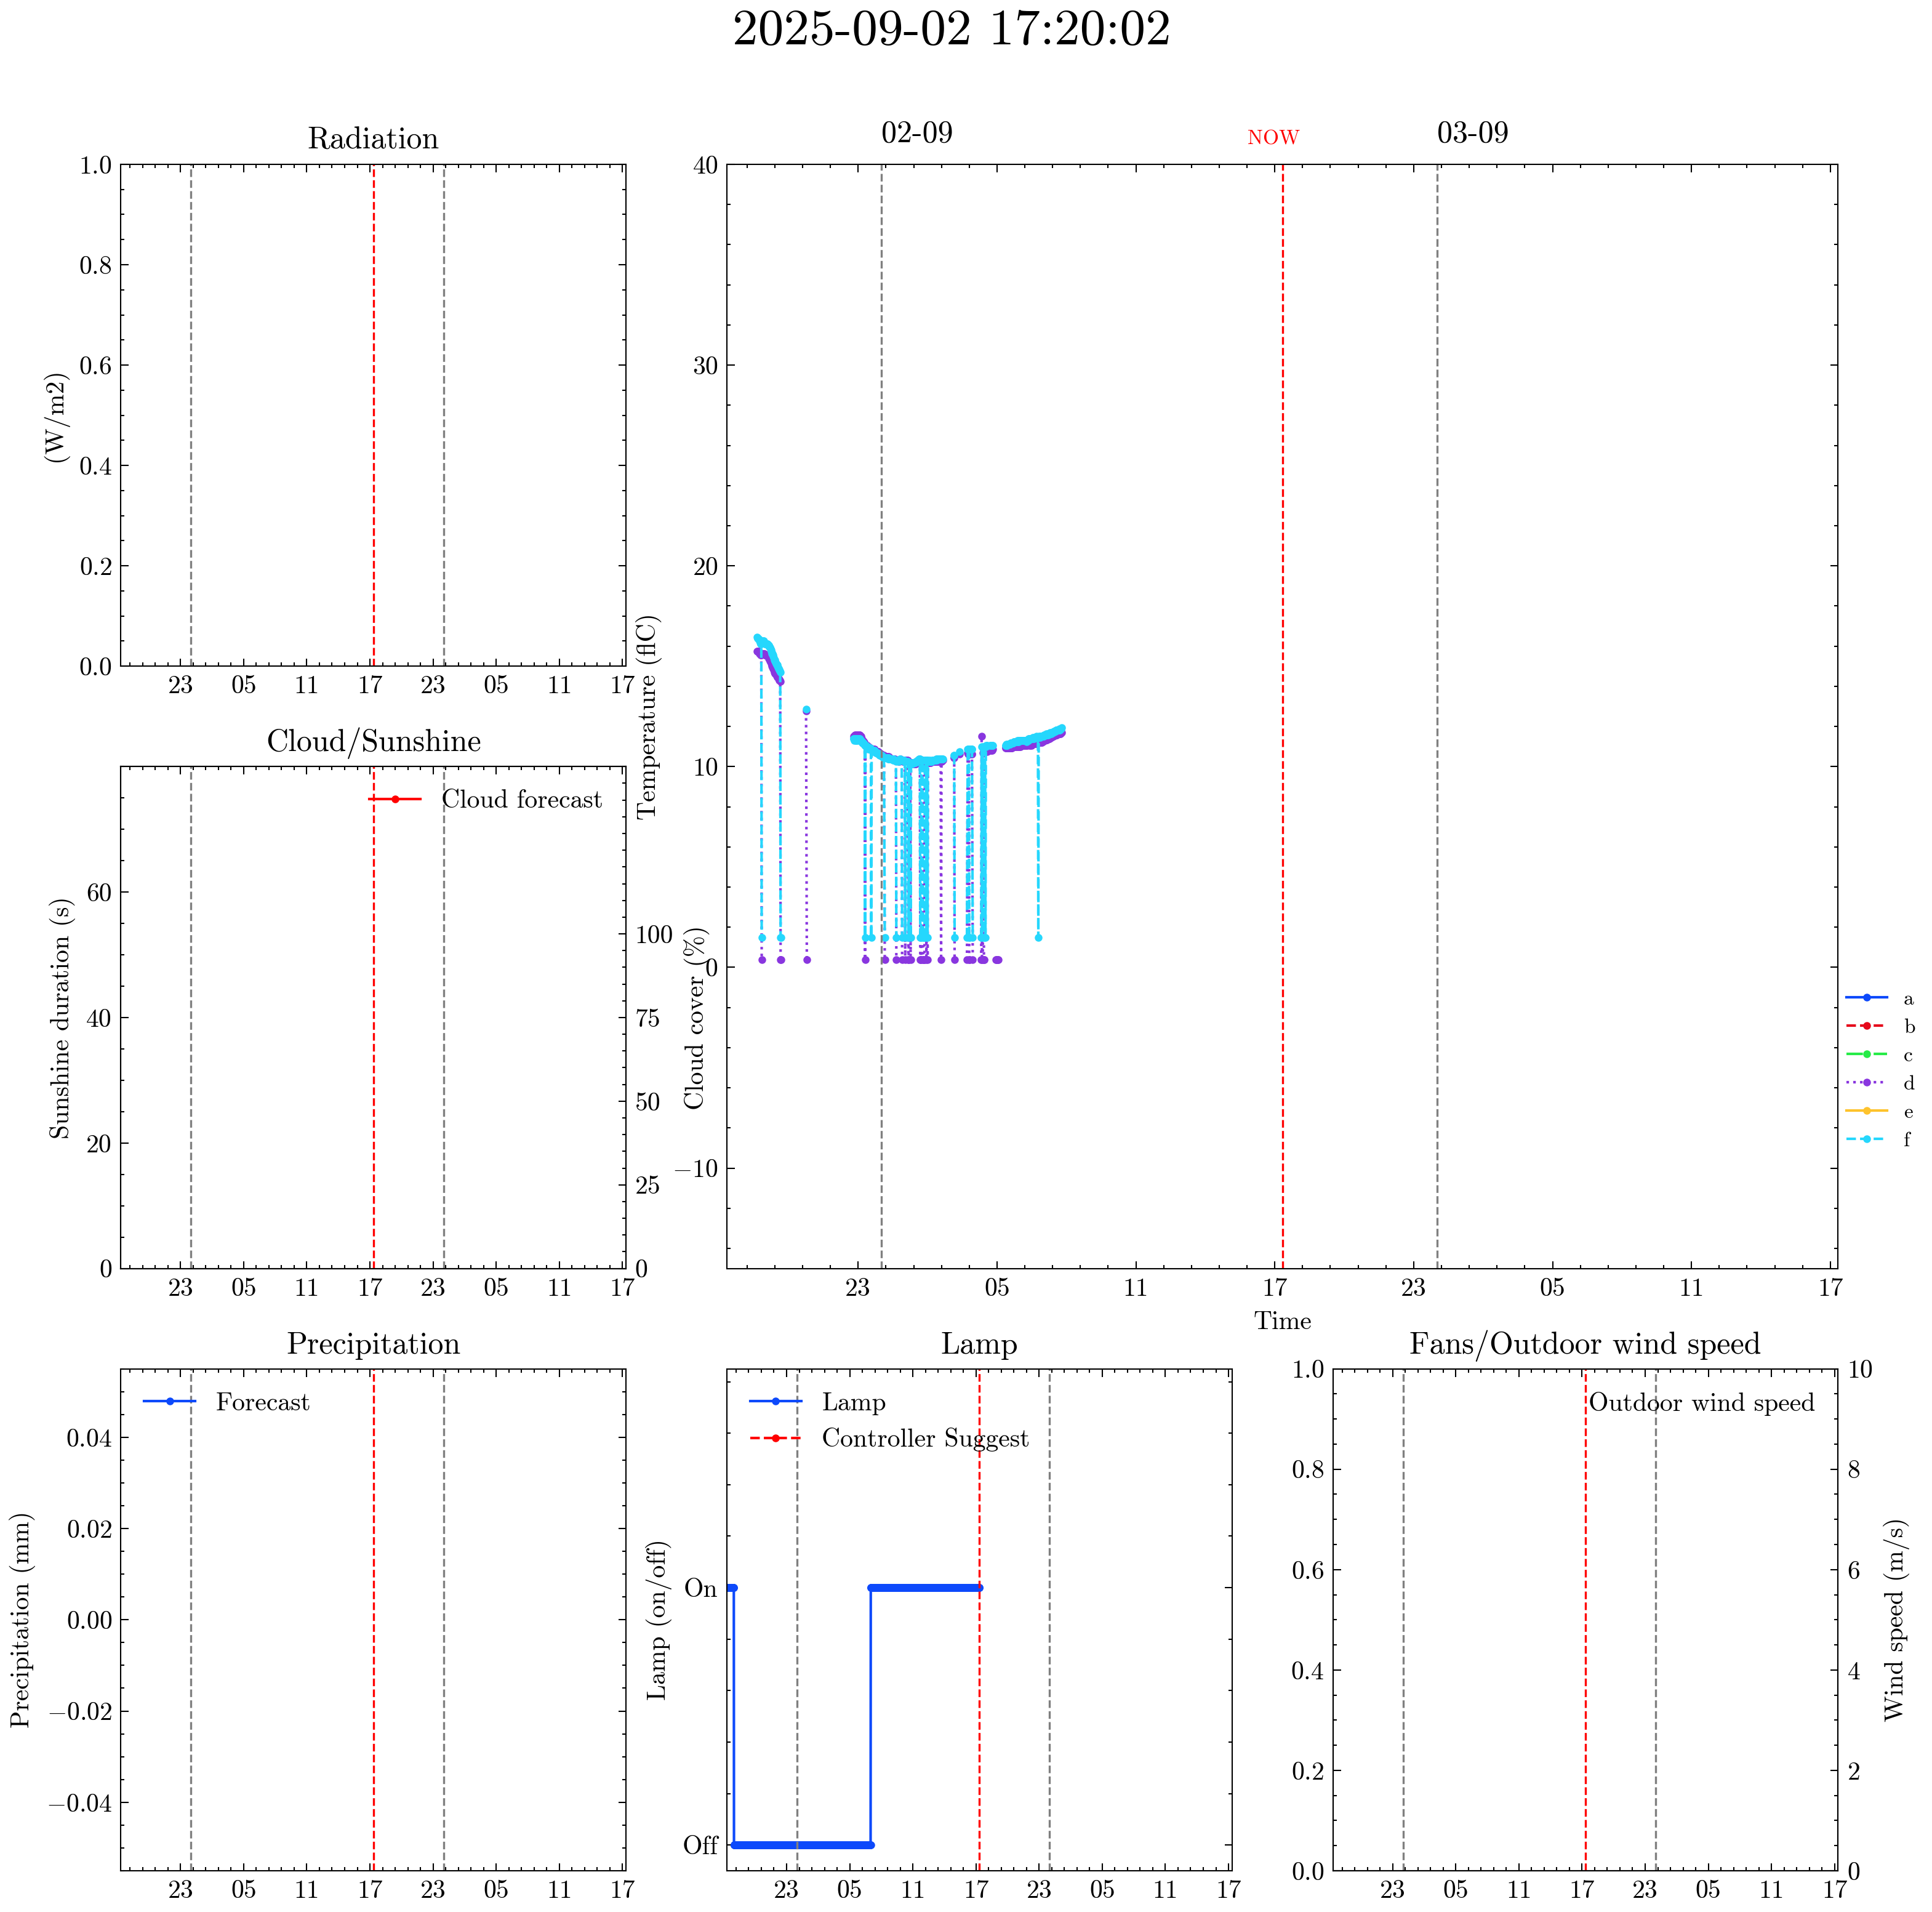 2025-09-02 17:20:02
Radiation
1.0
0.8
0.6
0.4
0.2
0.0
(W/m2)
23 05 11 17 23 05 11 17
02-09
NOW
03-09
40
30
20
10
0
−10
Temperature (flC)
23 05 11 17 23 05 11 17
Time
a
b
c
d
e
f
Cloud/Sunshine
Cloud forecast
60
40
20
0
Sunshine duration (s)
100
75
50
25
0
Cloud cover (%)
23 05 11 17 23 05 11 17
Precipitation
Forecast
0.04
0.02
0.00
−0.02
−0.04
Precipitation (mm)
23 05 11 17 23 05 11 17
Lamp
Lamp
Controller Suggest
On
Off
Lamp (on/off)
23 05 11 17 23 05 11 17
Fans/Outdoor wind speed
Outdoor wind speed
1.0
0.8
0.6
0.4
0.2
0.0
10
8
6
4
2
0
Wind speed (m/s)
23 05 11 17 23 05 11 17